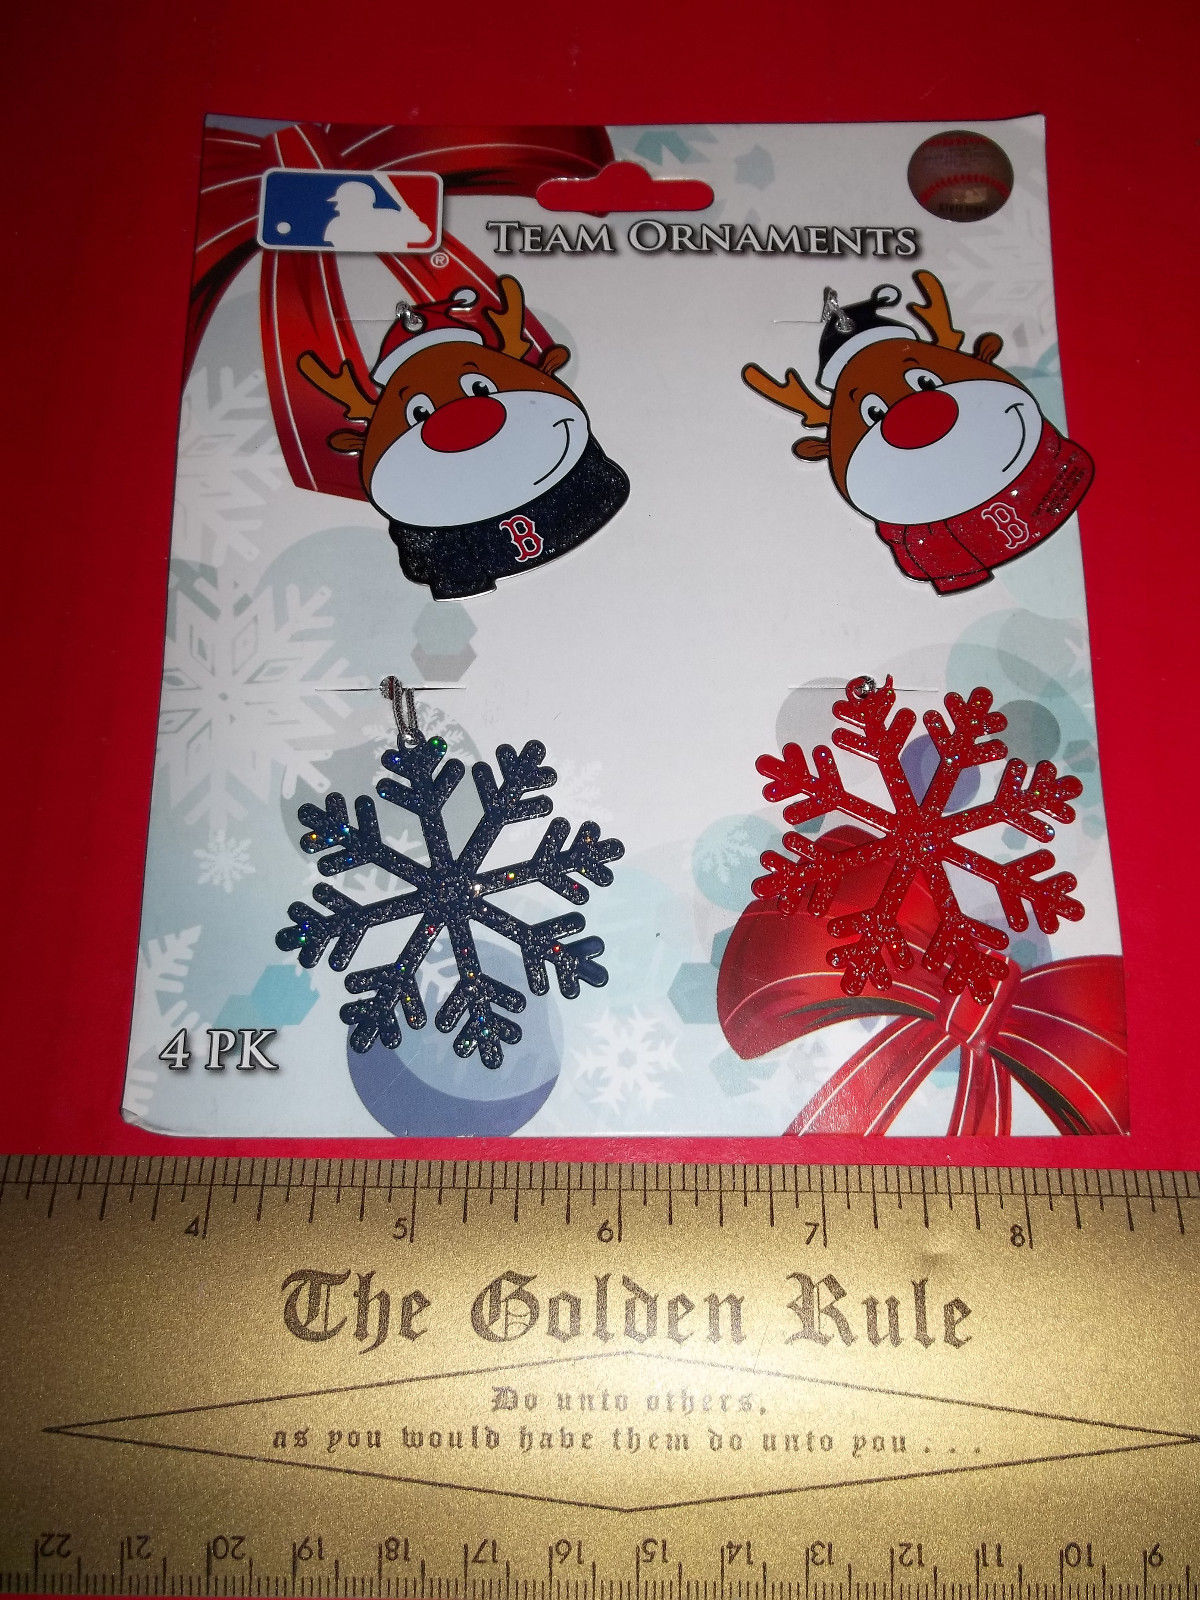 ®
TEAM ORNAMENTS
B
B
4 PK
4 5 6 7 8
The Golden Rule
Do unto others,
as you would have them do unto you . . .
22 21 20 19 18 17 16 15 14 13 12 11 10 9